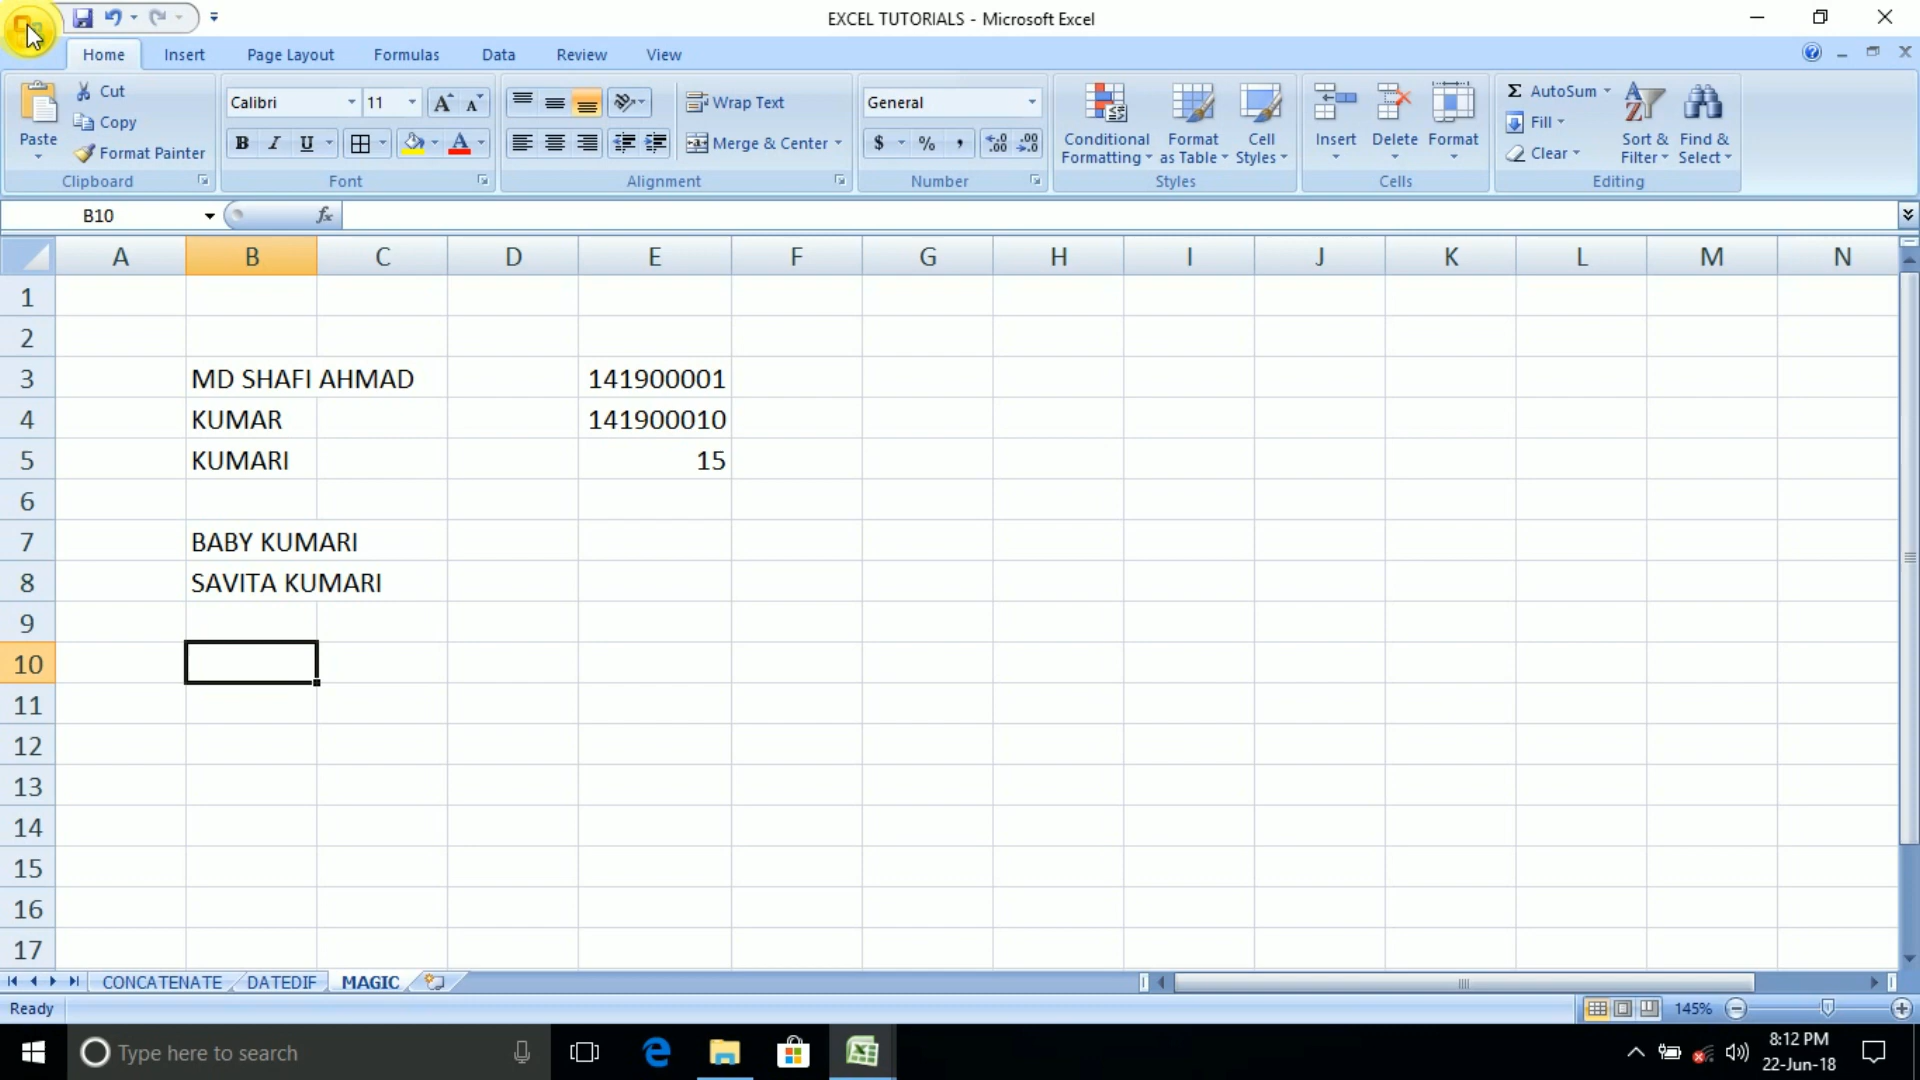 EXCEL TUTORIALS - Microsoft Excel
Home Insert Page Layout Formulas Data Review View
Paste
Cut
Copy
Format Painter
Clipboard
Calibri 11
B I U
Font
Wrap Text
Merge & Center
Alignment
General
$ % ,
Number
Conditional Formatting
Format as Table
Cell Styles
Styles
Insert
Delete
Format
Cells
Σ AutoSum
Fill
Clear
Sort & Filter
Find & Select
Editing
B10 fx
A B C D E F G H I J K L M N
1
2
3 MD SHAFI AHMAD 141900001
4 KUMAR 141900010
5 KUMARI 15
6
7 BABY KUMARI
8 SAVITA KUMARI
9
10
11
12
13
14
15
16
17
CONCATENATE DATEDIF MAGIC
Ready 145%
Type here to search
8:12 PM
22-Jun-18